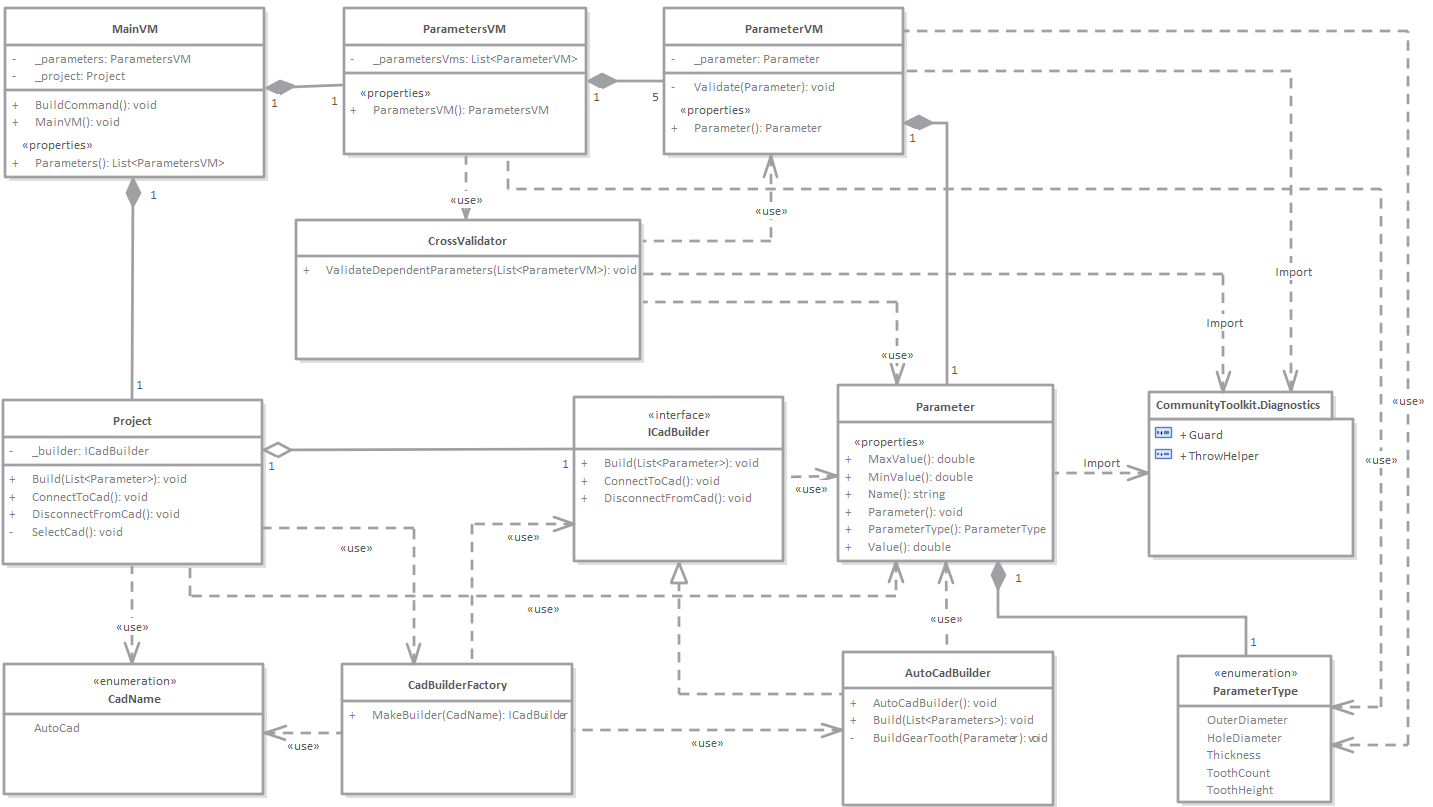 MainVM
- _parameters: ParametersVM
- _project: Project
+ BuildCommand(): void
+ MainVM(): void
«properties»
+ Parameters(): List<ParametersVM>
ParametersVM
- _parametersVms: List<ParameterVM>
«properties»
+ ParametersVM(): ParametersVM
ParameterVM
- _parameter: Parameter
- Validate(Parameter): void
«properties»
+ Parameter(): Parameter
1
1
1
5
1
1
1
1
«use»
«use»
CrossValidator
+ ValidateDependentParameters(List<ParameterVM>): void
Import
Import
«use»
«use»
«use»
Project
- _builder: ICadBuilder
+ Build(List<Parameter>): void
+ ConnectToCad(): void
+ DisconnectFromCad(): void
- SelectCad(): void
1
1
«interface»
ICadBuilder
+ Build(List<Parameter>): void
+ ConnectToCad(): void
+ DisconnectFromCad(): void
«use»
Parameter
«properties»
+ MaxValue(): double
+ MinValue(): double
+ Name(): string
+ Parameter(): void
+ ParameterType(): ParameterType
+ Value(): double
Import
CommunityToolkit.Diagnostics
+ Guard
+ ThrowHelper
«use»
«use»
«use»
«use»
«use»
1
1
«enumeration»
CadName
AutoCad
«use»
CadBuilderFactory
+ MakeBuilder(CadName): ICadBuilder
«use»
AutoCadBuilder
+ AutoCadBuilder(): void
+ Build(List<Parameters>): void
- BuildGearTooth(Parameter): void
«enumeration»
ParameterType
OuterDiameter
HoleDiameter
Thickness
ToothCount
ToothHeight